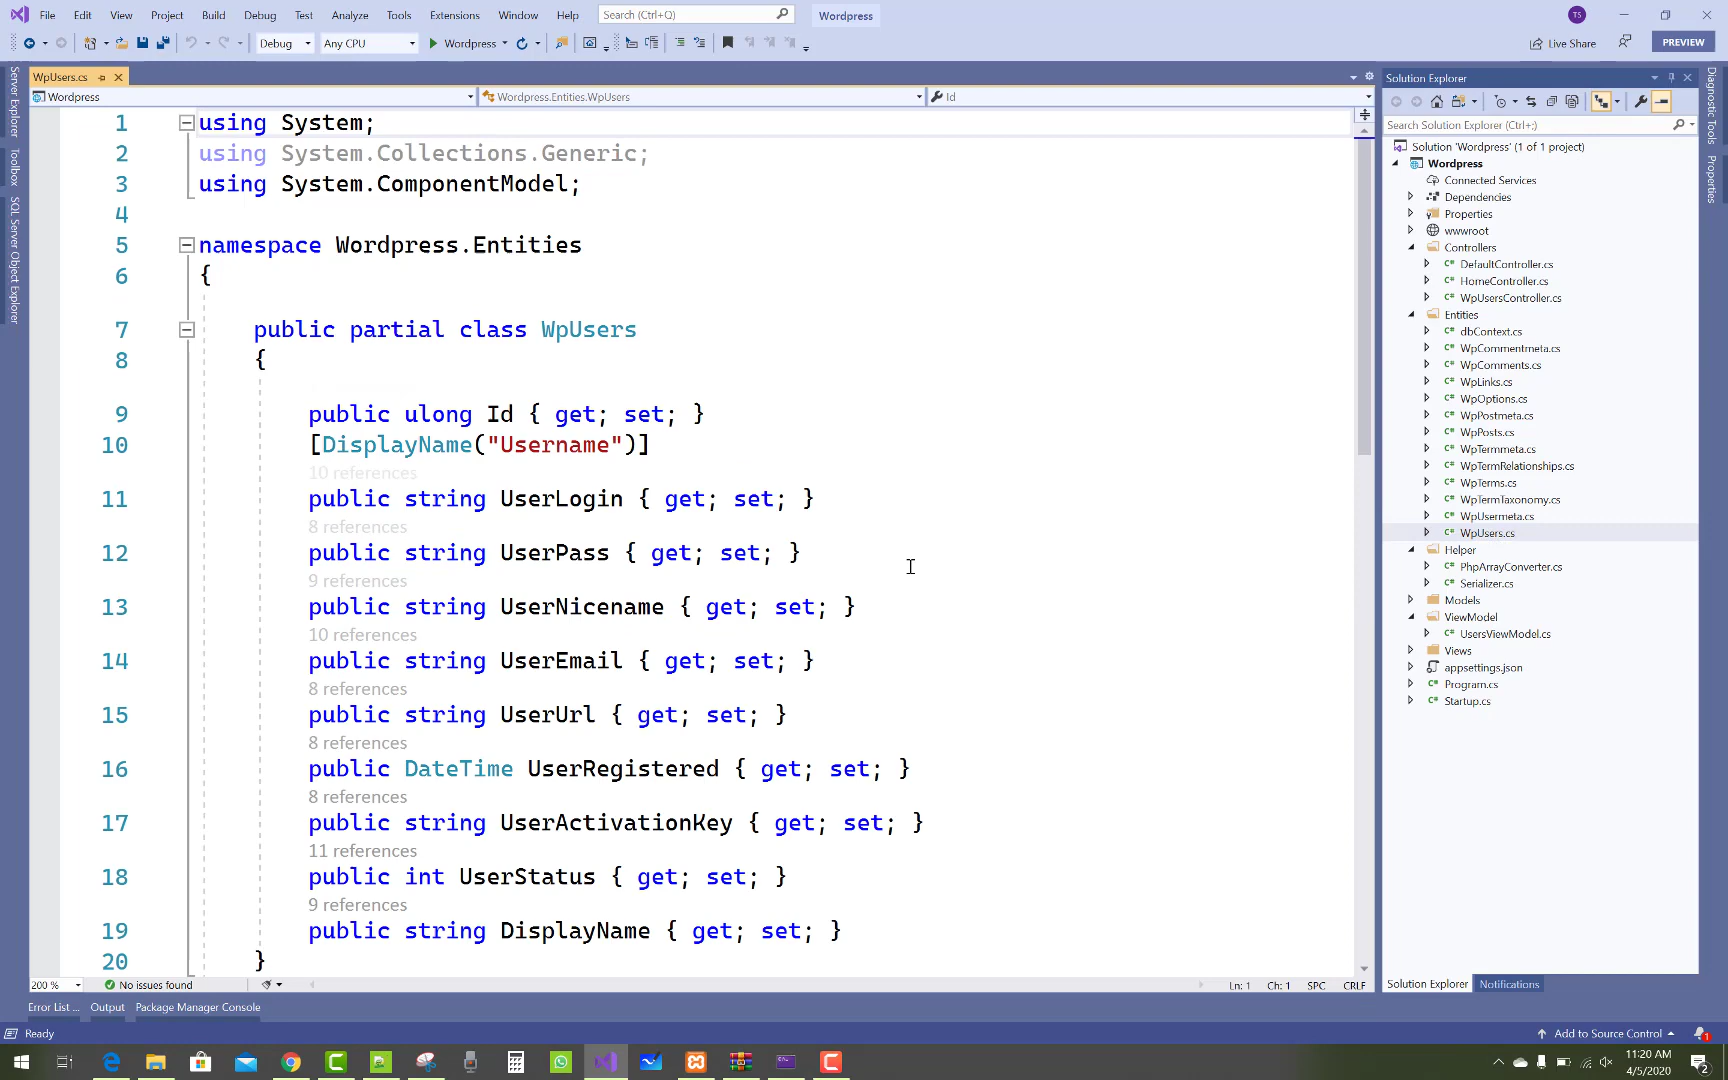 File Edit View Project Build Debug Test Analyze Tools Extensions Window Help Search (Ctrl+Q) Wordpress TS
Debug Any CPU Wordpress Live Share PREVIEW
WpUsers.cs
Wordpress Wordpress.Entities.WpUsers Id
Server Explorer
Toolbox
SQL Server Object Explorer
1 using System;
2 using System.Collections.Generic;
3 using System.ComponentModel;
4
5 namespace Wordpress.Entities
6 {
7 public partial class WpUsers
8 {
9 public ulong Id { get; set; }
10 [DisplayName("Username")]
10 references
11 public string UserLogin { get; set; }
8 references
12 public string UserPass { get; set; }
9 references
13 public string UserNicename { get; set; }
10 references
14 public string UserEmail { get; set; }
8 references
15 public string UserUrl { get; set; }
8 references
16 public DateTime UserRegistered { get; set; }
8 references
17 public string UserActivationKey { get; set; }
11 references
18 public int UserStatus { get; set; }
9 references
19 public string DisplayName { get; set; }
20 }
200 % No issues found Ln: 1 Ch: 1 SPC CRLF
Error List ... Output Package Manager Console
Solution Explorer
Search Solution Explorer (Ctrl+;)
Solution 'Wordpress' (1 of 1 project)
Wordpress
Connected Services
Dependencies
Properties
wwwroot
Controllers
C# DefaultController.cs
C# HomeController.cs
C# WpUsersController.cs
Entities
C# dbContext.cs
C# WpCommentmeta.cs
C# WpComments.cs
C# WpLinks.cs
C# WpOptions.cs
C# WpPostmeta.cs
C# WpPosts.cs
C# WpTermmeta.cs
C# WpTermRelationships.cs
C# WpTerms.cs
C# WpTermTaxonomy.cs
C# WpUsermeta.cs
C# WpUsers.cs
Helper
C# PhpArrayConverter.cs
C# Serializer.cs
Models
ViewModel
C# UsersViewModel.cs
Views
appsettings.json
C# Program.cs
C# Startup.cs
Solution Explorer Notifications
Diagnostic Tools
Properties
Ready Add to Source Control 1
11:20 AM
4/5/2020
2